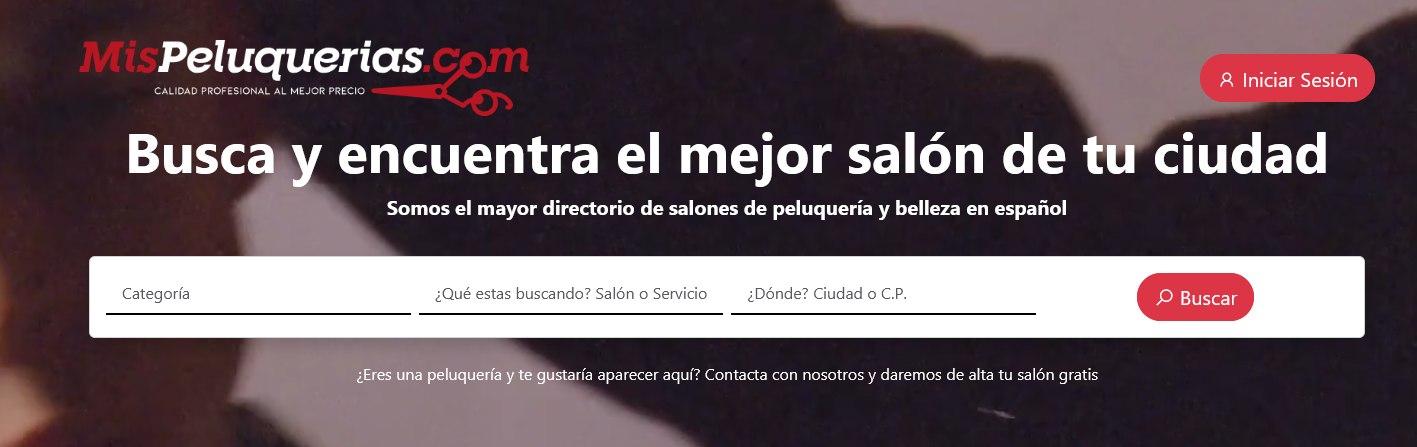 MisPeluquerias.com
CALIDAD PROFESIONAL AL MEJOR PRECIO
Iniciar Sesión
Busca y encuentra el mejor salón de tu ciudad
Somos el mayor directorio de salones de peluquería y belleza en español
Categoría
¿Qué estas buscando? Salón o Servicio
¿Dónde? Ciudad o C.P.
Buscar
¿Eres una peluquería y te gustaría aparecer aquí? Contacta con nosotros y daremos de alta tu salón gratis